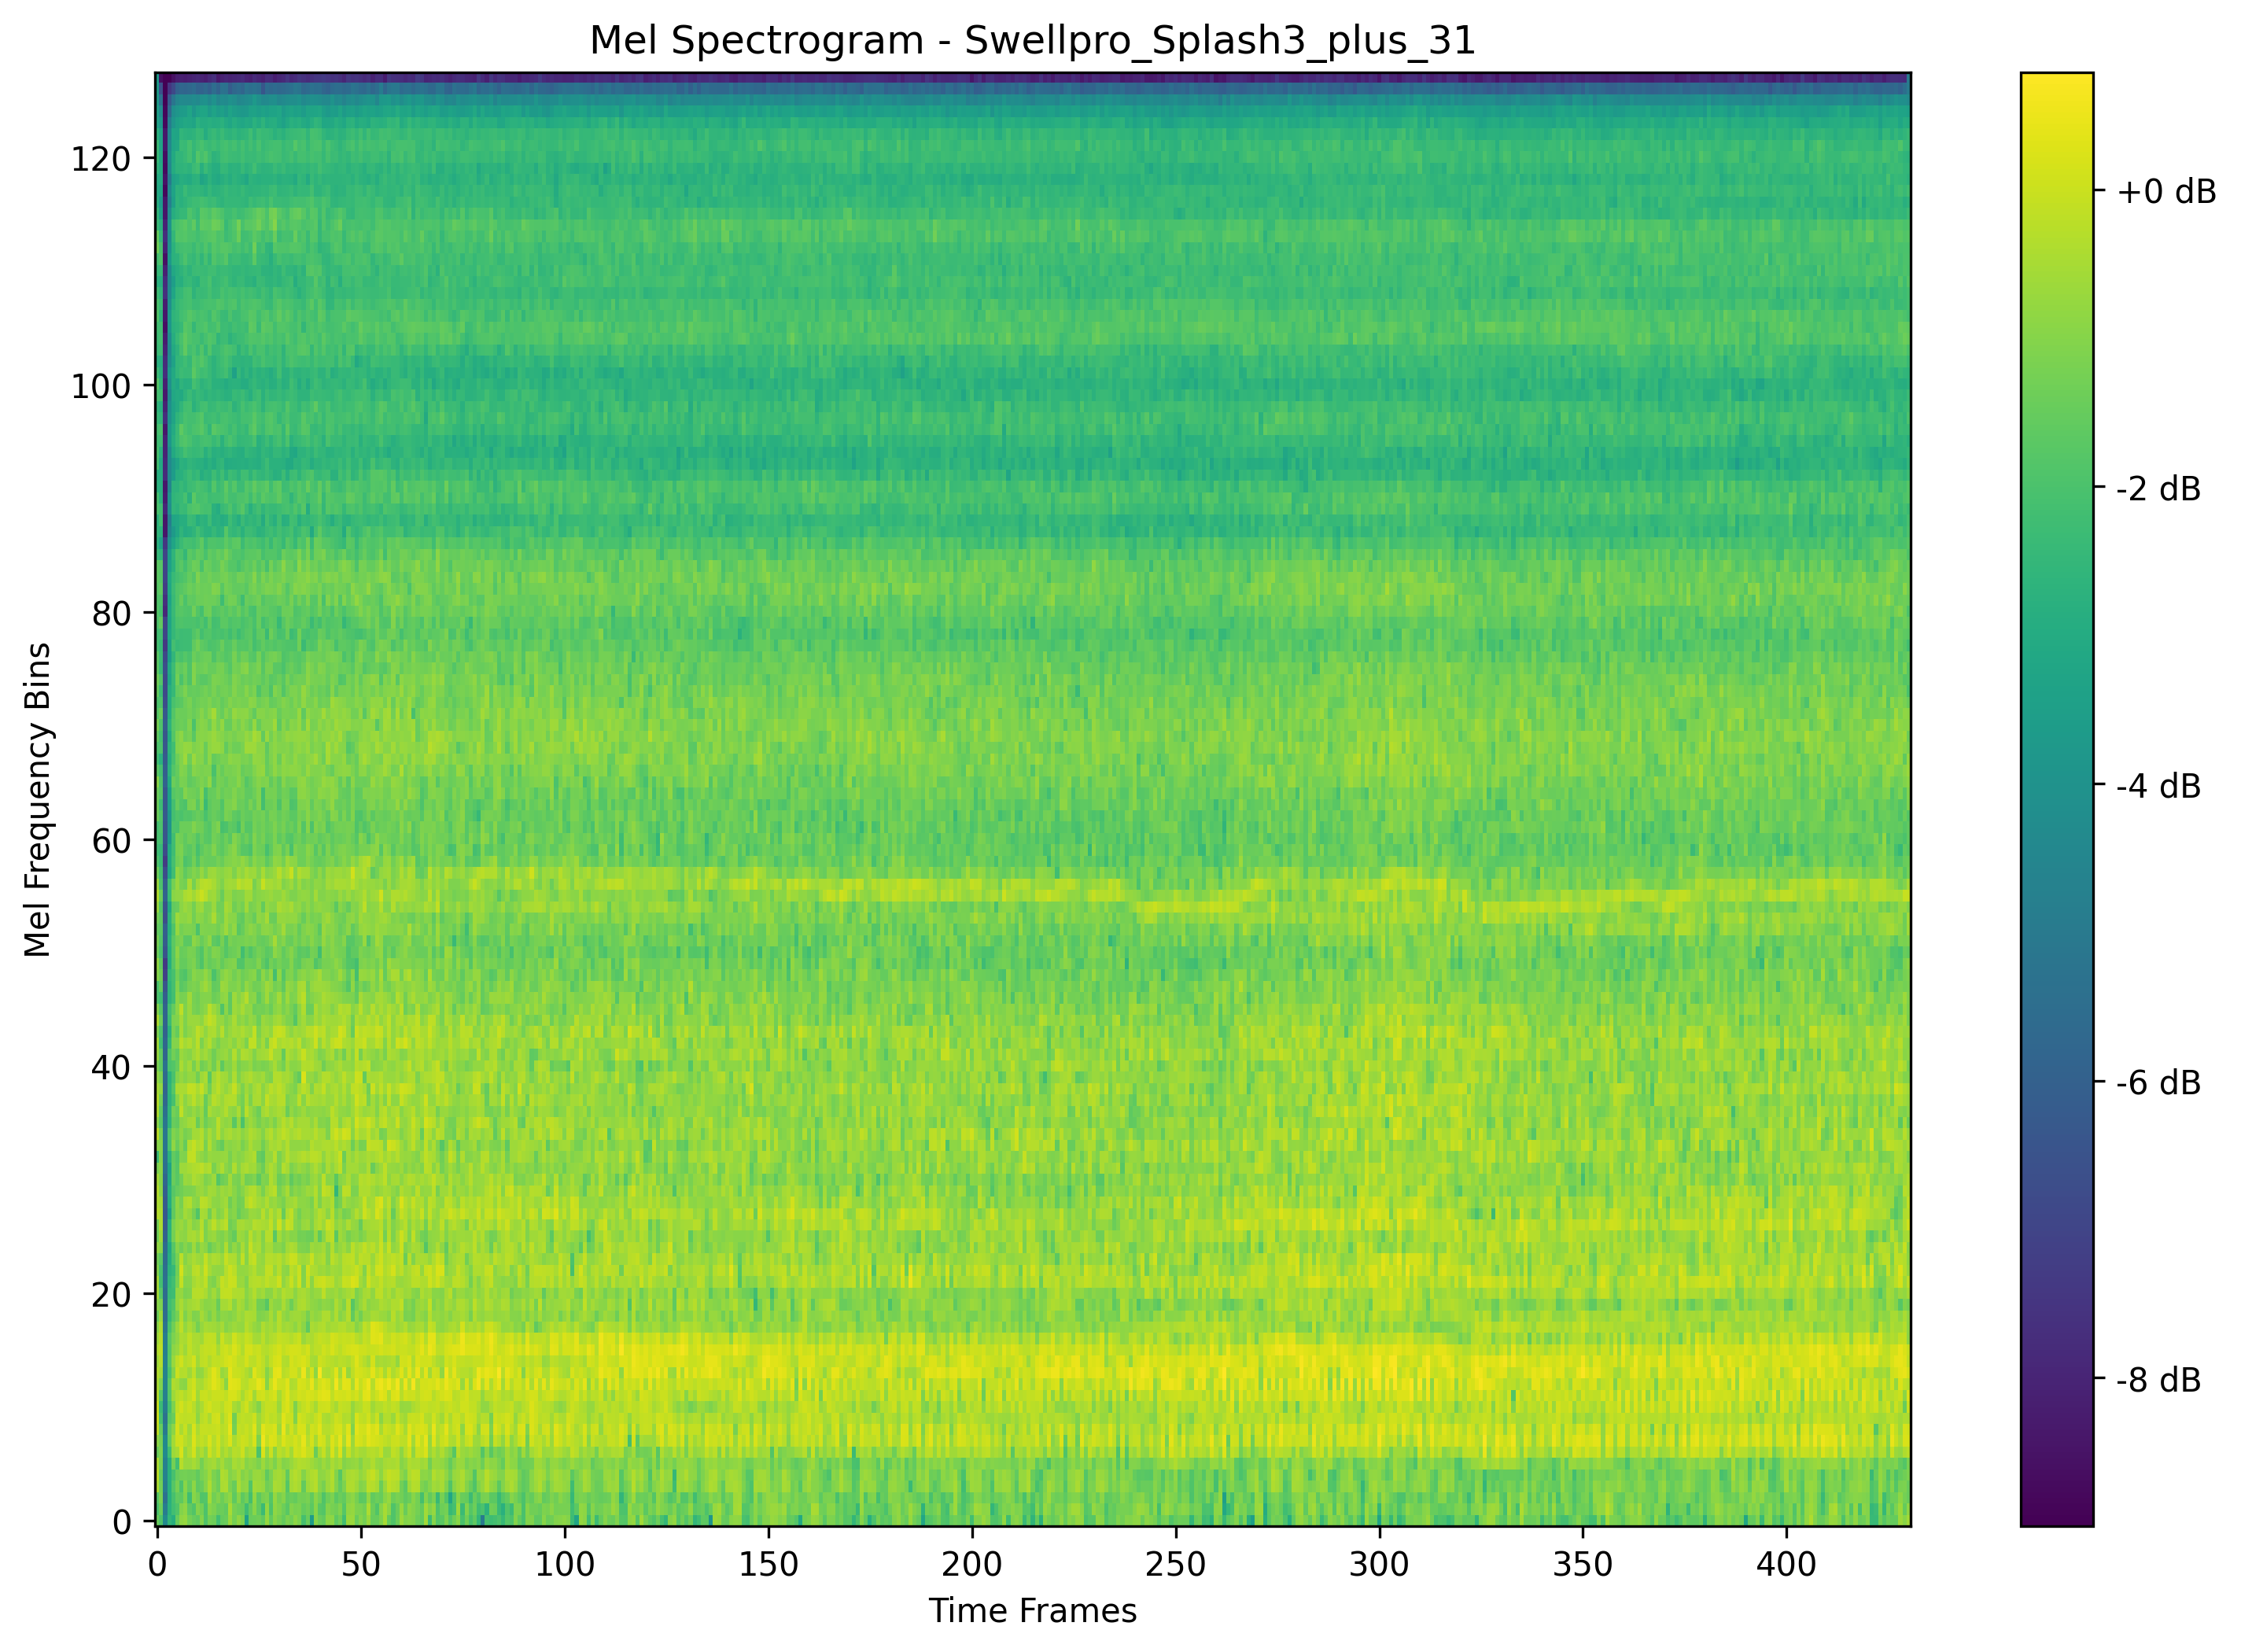 Mel Spectrogram - Swellpro_Splash3_plus_31
Mel Frequency Bins
120
100
80
60
40
20
0
0 50 100 150 200 250 300 350 400
Time Frames
+0 dB
-2 dB
-4 dB
-6 dB
-8 dB